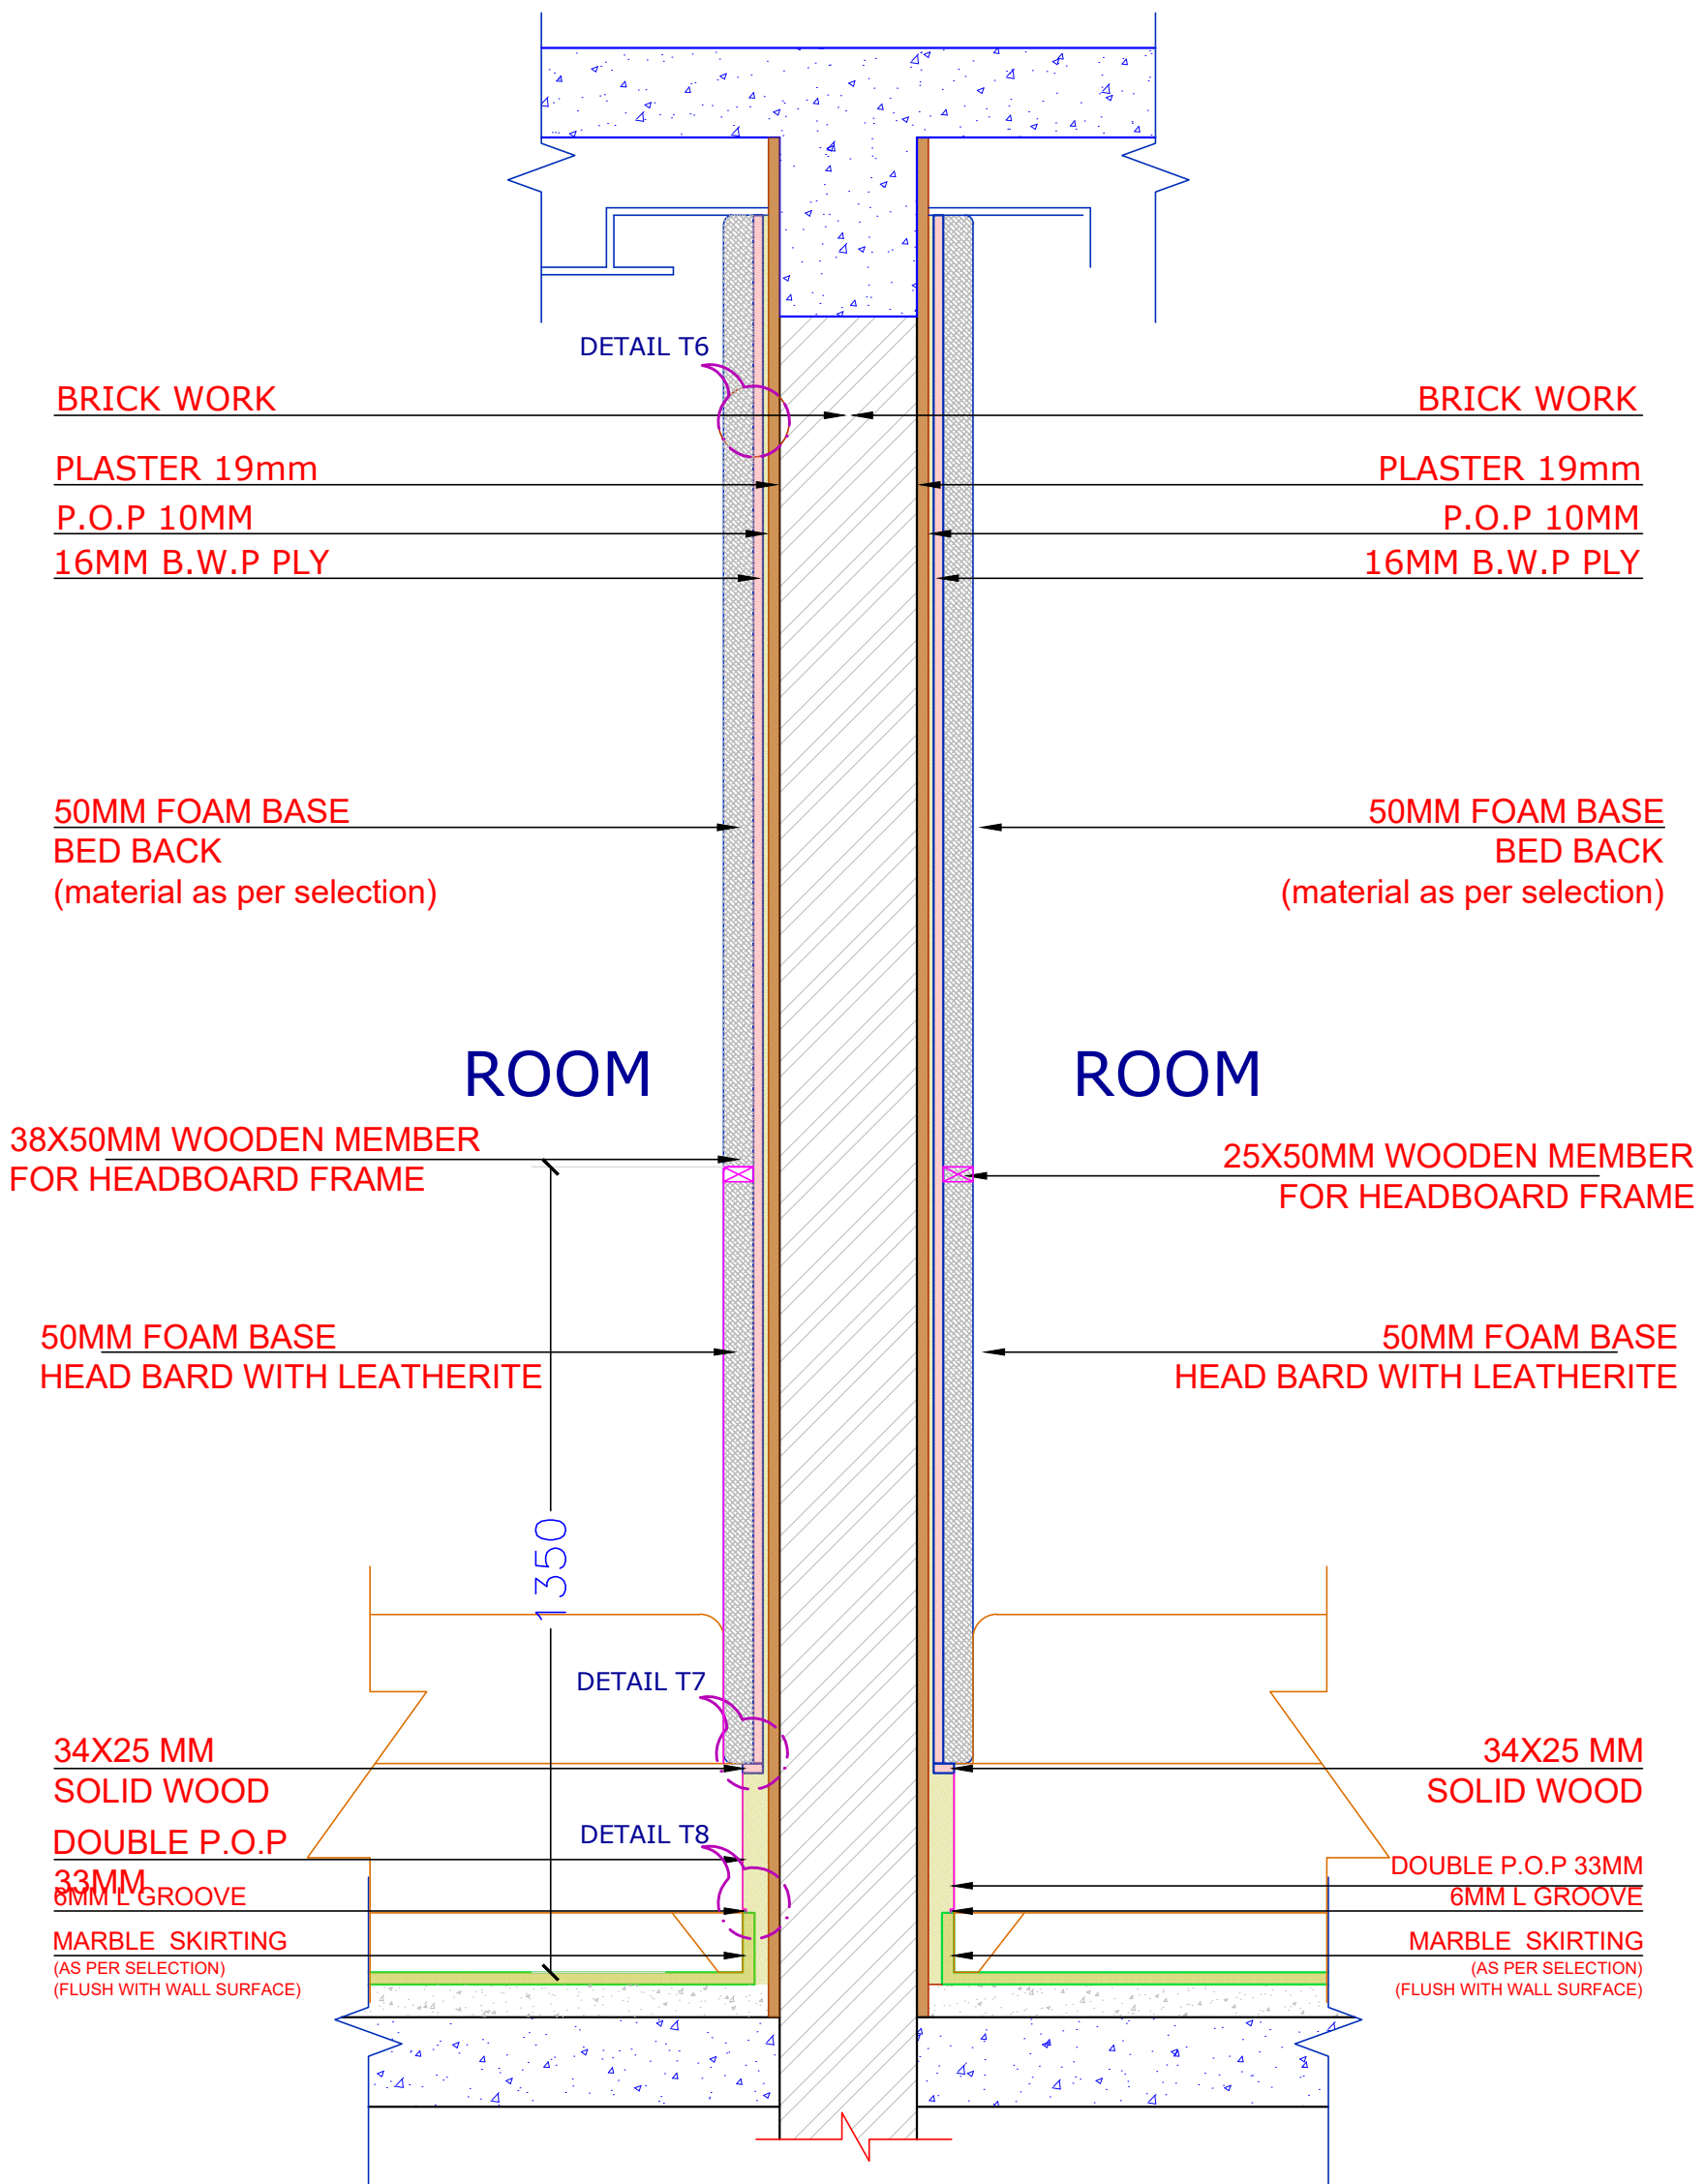 DETAIL T6
BRICK WORK
PLASTER 19mm
P.O.P 10MM
16MM B.W.P PLY
50MM FOAM BASE
BED BACK
(material as per selection)
ROOM
38X50MM WOODEN MEMBER
FOR HEADBOARD FRAME
50MM FOAM BASE
HEAD BARD WITH LEATHERITE
1350
DETAIL T7
34X25 MM
SOLID WOOD
DETAIL T8
DOUBLE P.O.P
33MM
6MM L GROOVE
MARBLE SKIRTING
(AS PER SELECTION)
(FLUSH WITH WALL SURFACE)
BRICK WORK
PLASTER 19mm
P.O.P 10MM
16MM B.W.P PLY
50MM FOAM BASE
BED BACK
(material as per selection)
ROOM
25X50MM WOODEN MEMBER
FOR HEADBOARD FRAME
50MM FOAM BASE
HEAD BARD WITH LEATHERITE
34X25 MM
SOLID WOOD
DOUBLE P.O.P 33MM
6MM L GROOVE
MARBLE SKIRTING
(AS PER SELECTION)
(FLUSH WITH WALL SURFACE)